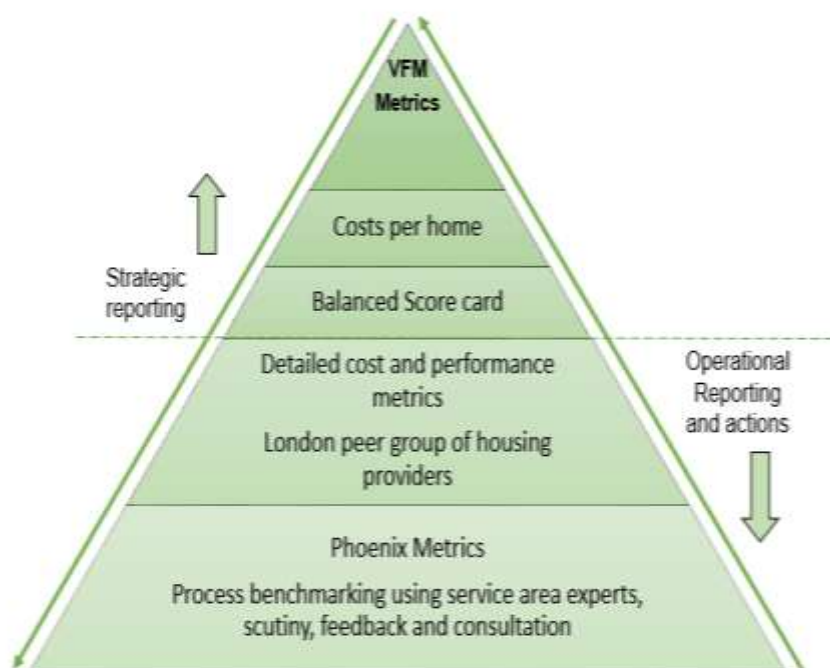 VFM
Metrics
Costs per home
Strategic
reporting
Balanced Score card
Detailed cost and performance
metrics
Operational
Reporting
and actions
London peer group of housing
providers
Phoenix Metrics
Process benchmarking using service area experts,
scutiny, feedback and consultation